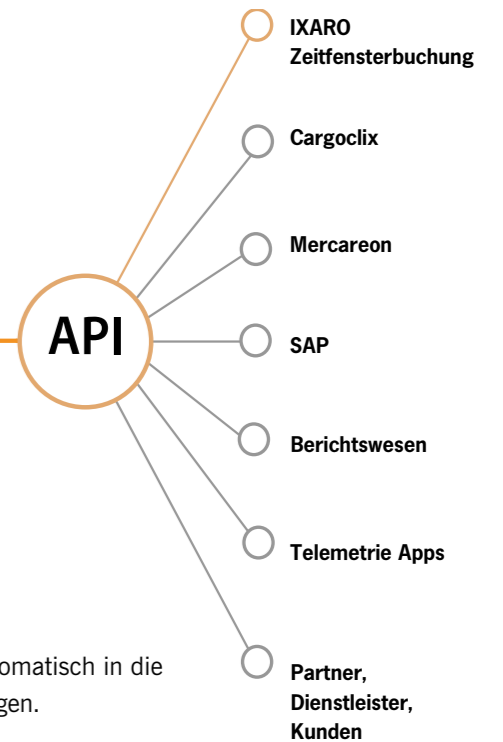 IXARO
Zeitfensterbuchung
Cargoclix
Mercareon
API
SAP
Berichtswesen
Telemetrie Apps
omatisch in die
gen.
Partner,
Dienstleister,
Kunden